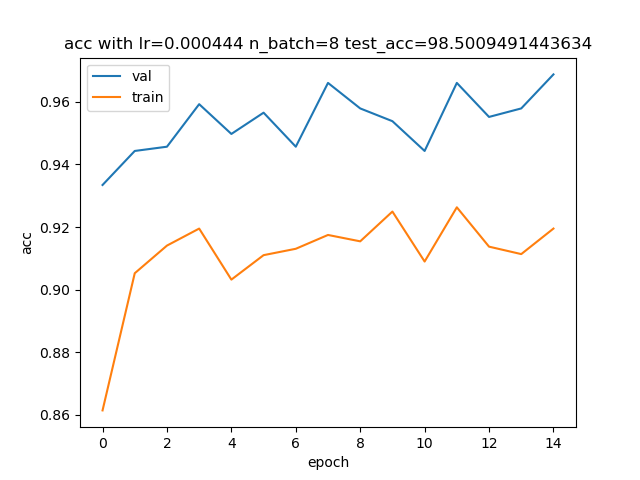 acc with lr=0.000444 n_batch=8 test_acc=98.5009491443634
val
train
0.96
0.94
0.92
0.90
0.88
0.86
acc
0 2 4 6 8 10 12 14
epoch